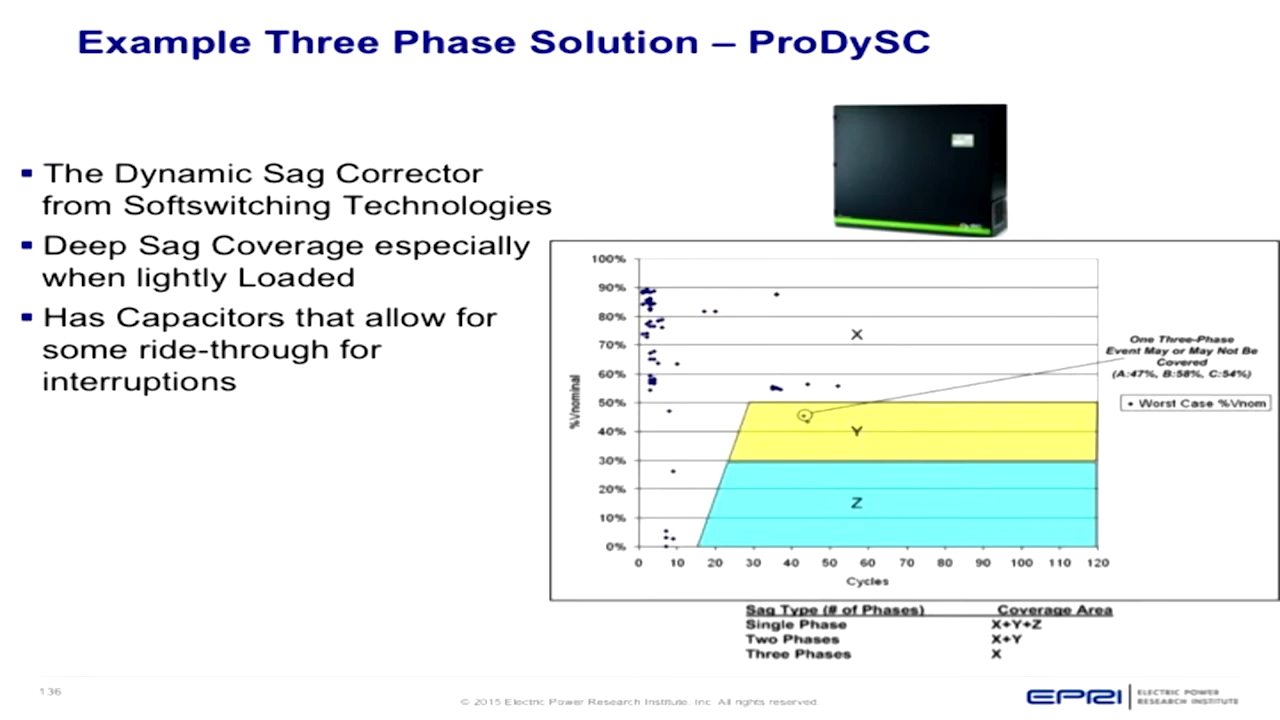 Example Three Phase Solution – ProDySC
▪ The Dynamic Sag Corrector
from Softswitching Technologies
▪ Deep Sag Coverage especially
when lightly Loaded
▪ Has Capacitors that allow for
some ride-through for
interruptions
100%
90%
80%
70%
60%
50%
40%
30%
20%
10%
0%
%Vnominal
X
Y
Z
0 10 20 30 40 50 60 70 80 90 100 110 120
Cycles
One Three-Phase
Event May or May Not Be
Covered
(A:47%, B:58%, C:54%)
• Worst Case %Vnom
Sag Type (# of Phases) Coverage Area
Single Phase X+Y+Z
Two Phases X+Y
Three Phases X
136
© 2015 Electric Power Research Institute, Inc. All rights reserved.
EPRI
ELECTRIC POWER
RESEARCH INSTITUTE